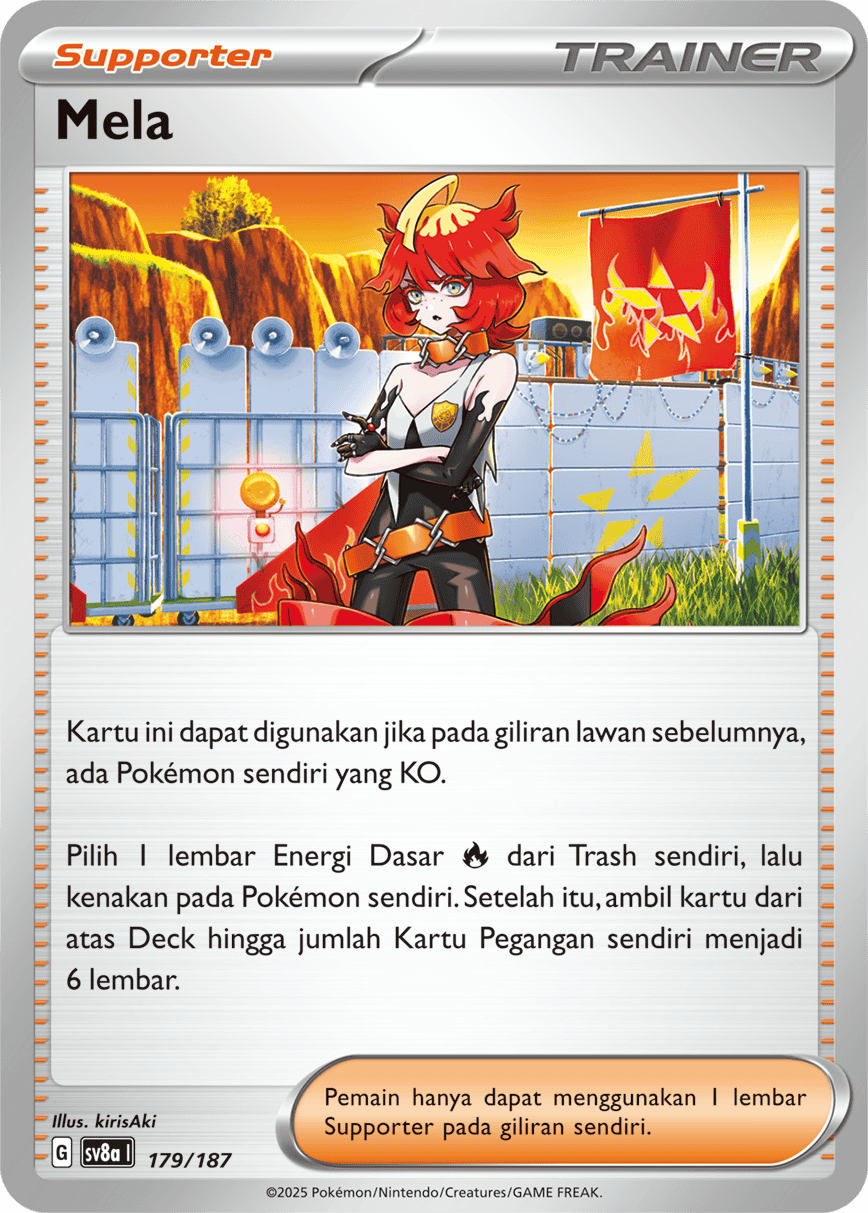 Supporter
TRAINER
Mela
Kartu ini dapat digunakan jika pada giliran lawan sebelumnya,
ada Pokémon sendiri yang KO.
Pilih 1 lembar Energi Dasar dari Trash sendiri, lalu
kenakan pada Pokémon sendiri. Setelah itu, ambil kartu dari
atas Deck hingga jumlah Kartu Pegangan sendiri menjadi
6 lembar.
Pemain hanya dapat menggunakan 1 lembar
Supporter pada giliran sendiri.
Illus. kirisAki
G sv8a I 179/187
©2025 Pokémon/Nintendo/Creatures/GAME FREAK.